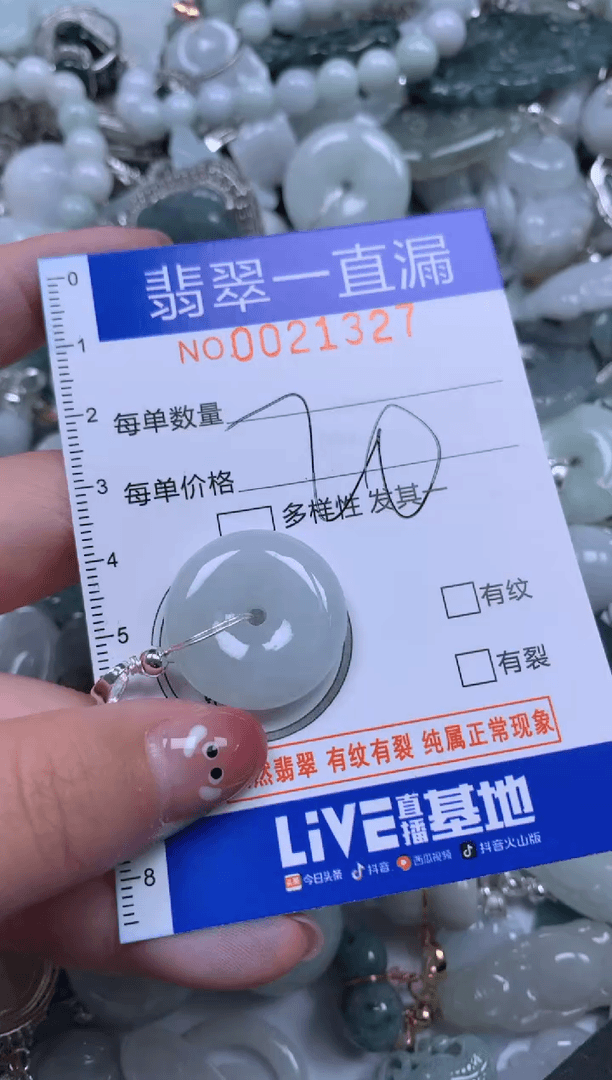 翡翠一直漏
NO.0021327
每单数量
每单价格
70
多样性 发其一
有纹
有裂
然翡翠 有纹有裂 纯属正常现象
LiVE直播基地
今日头条 抖音 西瓜视频 抖音火山版
0
1
2
3
4
5
8